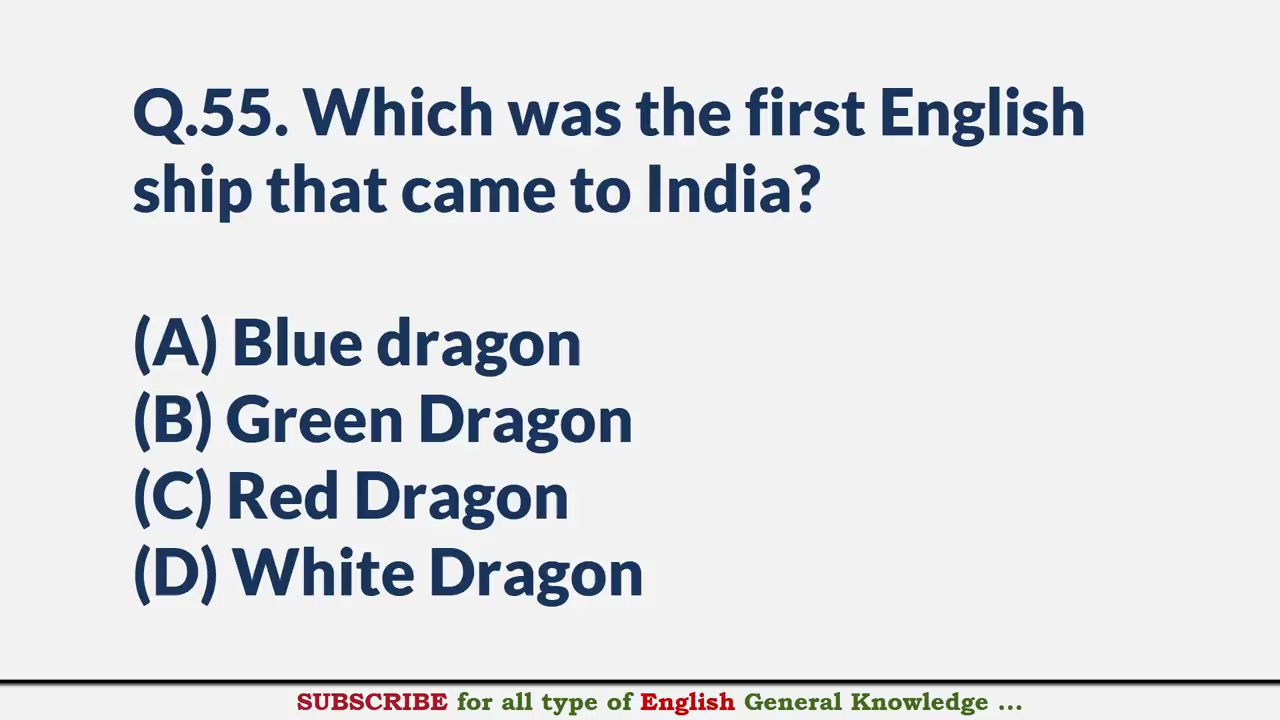 Q.55. Which was the first English
ship that came to India?
(A) Blue dragon
(B) Green Dragon
(C) Red Dragon
(D) White Dragon
SUBSCRIBE for all type of English General Knowledge ...